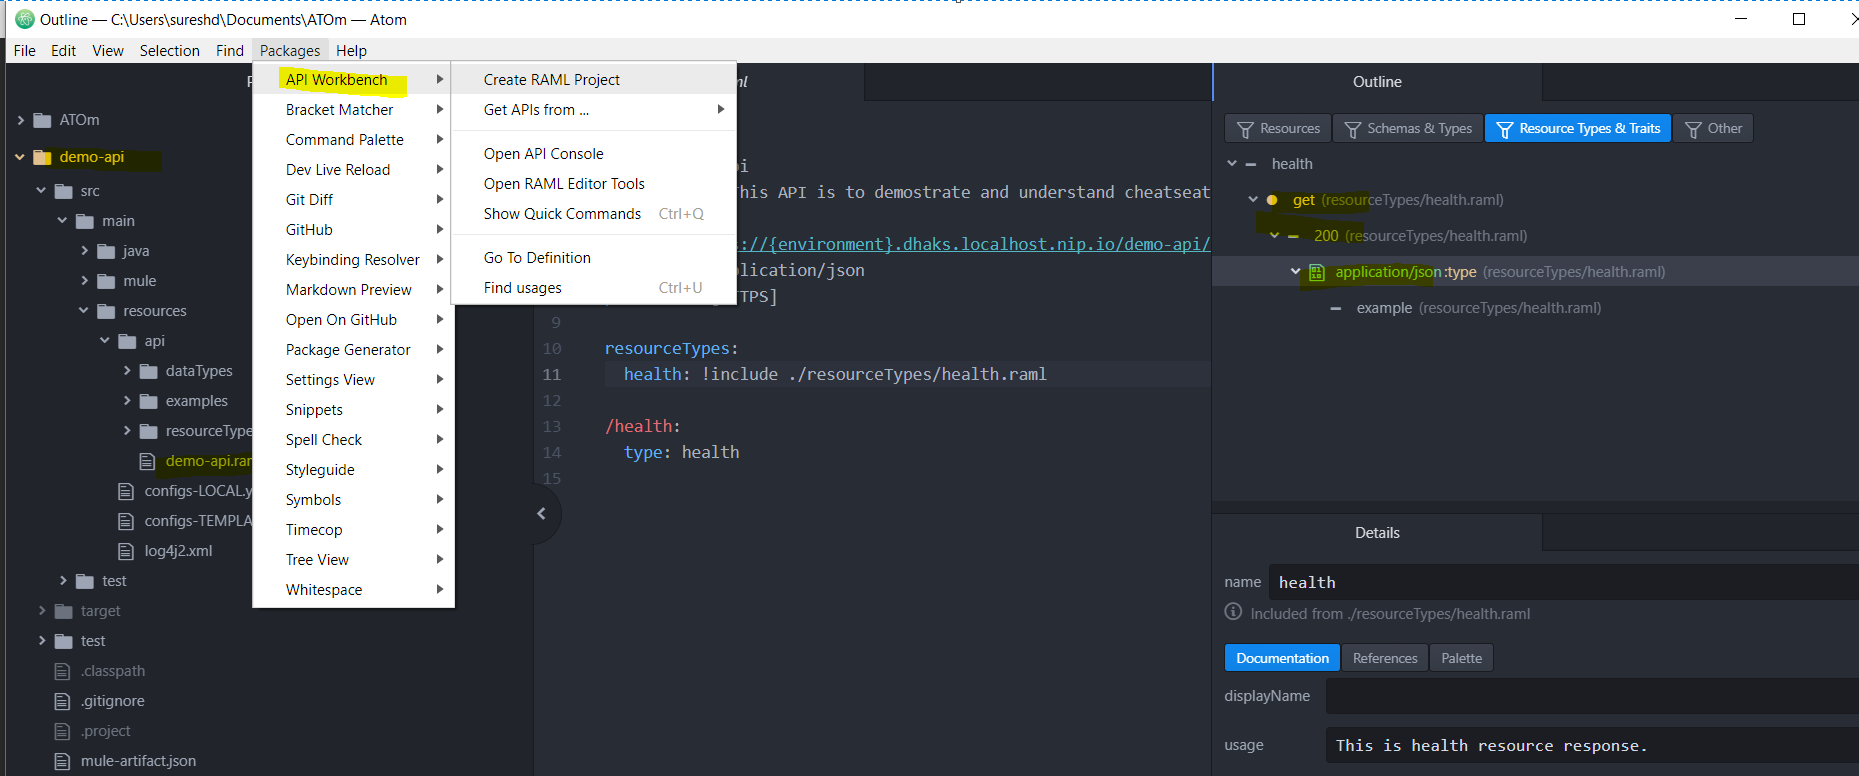 Outline — C:\Users\sureshd\Documents\ATOm — Atom
File Edit View Selection Find Packages Help
ATOm
demo-api
src
main
java
mule
resources
api
dataTypes
examples
resourceType
demo-api.ram
configs-LOCAL.y
configs-TEMPLA
log4j2.xml
test
target
test
.classpath
.gitignore
.project
mule-artifact.json
API Workbench
Bracket Matcher
Command Palette
Dev Live Reload
Git Diff
GitHub
Keybinding Resolver
Markdown Preview
Open On GitHub
Package Generator
Settings View
Snippets
Spell Check
Styleguide
Symbols
Timecop
Tree View
Whitespace
Create RAML Project
Get APIs from ...
Open API Console
Open RAML Editor Tools
Show Quick Commands Ctrl+Q
Go To Definition
Find usages Ctrl+U
ml
pi
This API is to demostrate and understand cheatseat
s://{environment}.dhaks.localhost.nip.io/demo-api/
plication/json
TPS]
9
10 resourceTypes:
11 health: !include ./resourceTypes/health.raml
12
13 /health:
14 type: health
15
Outline
Resources Schemas & Types Resource Types & Traits Other
health
get (resourceTypes/health.raml)
200 (resourceTypes/health.raml)
application/json :type (resourceTypes/health.raml)
example (resourceTypes/health.raml)
Details
name health
Included from ./resourceTypes/health.raml
Documentation References Palette
displayName
usage This is health resource response.